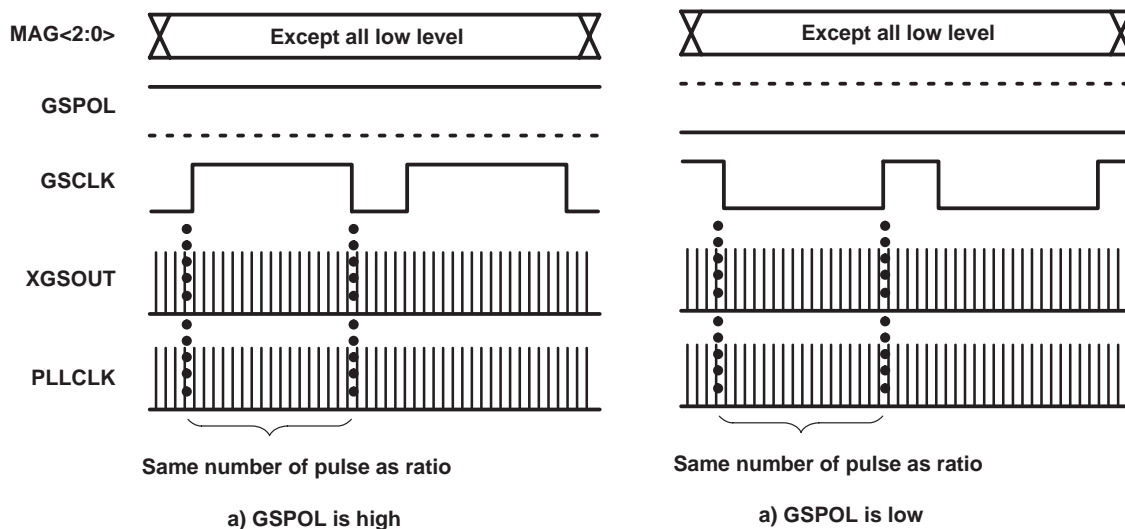 MAG<2:0>
Except all low level
Except all low level
GSPOL
GSCLK
XGSOUT
PLLCLK
Same number of pulse as ratio
Same number of pulse as ratio
a) GSPOL is high
a) GSPOL is low